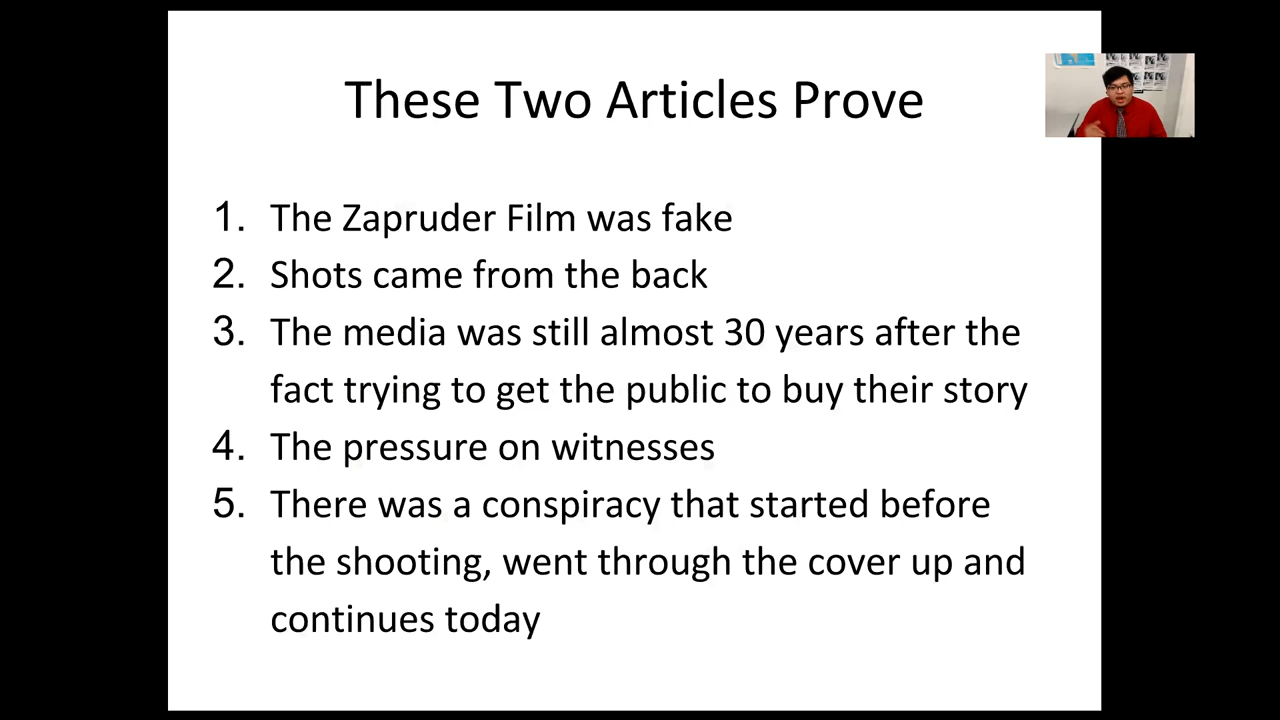 These Two Articles Prove
1. The Zapruder Film was fake
2. Shots came from the back
3. The media was still almost 30 years after the
fact trying to get the public to buy their story
4. The pressure on witnesses
5. There was a conspiracy that started before
the shooting, went through the cover up and
continues today